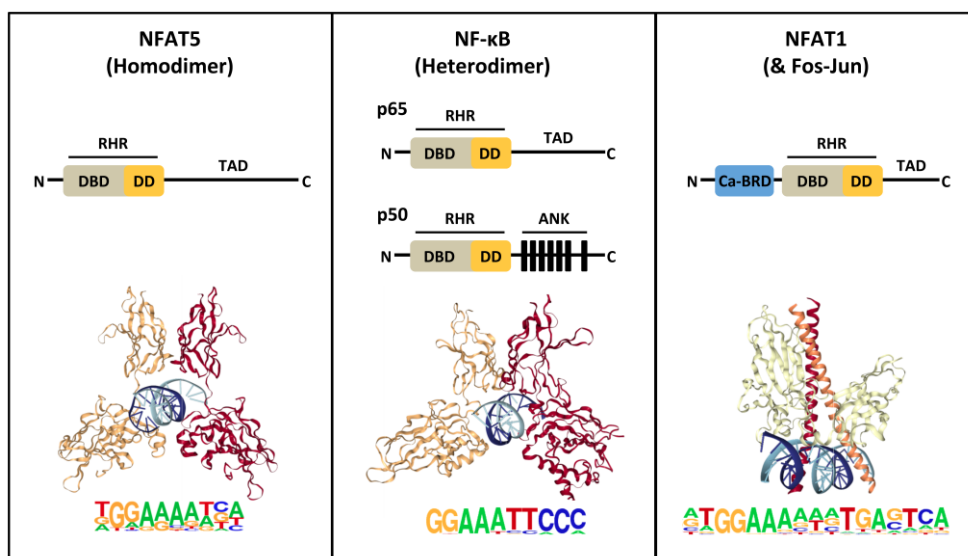 NFAT5
(Homodimer)
RHR
TAD
N
DBD
DD
C
NF-κB
(Heterodimer)
p65
RHR
TAD
N
DBD
DD
C
p50
RHR
ANK
N
DBD
DD
C
NFAT1
(& Fos-Jun)
RHR
TAD
N
Ca-BRD
DBD
DD
C
TGGAAAATCA
GGAAATTCCC
ATGGAAAAATGAGTCA